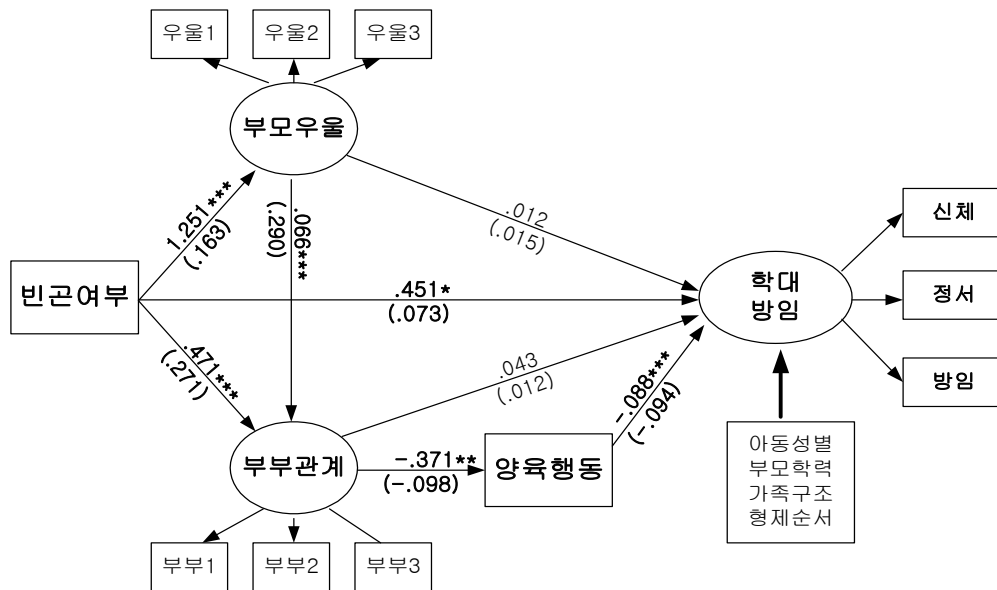 우울1
우울2
우울3
부모우울
1.251***
(.163)
.066***
(.290)
.012
(.015)
신체
빈곤여부
.451*
(.073)
학대
방임
정서
.471***
(.271)
.043
(.012)
-.088***
(-.094)
방임
부부관계
-.371**
(-.098)
양육행동
아동성별
부모학력
가족구조
형제순서
부부1
부부2
부부3